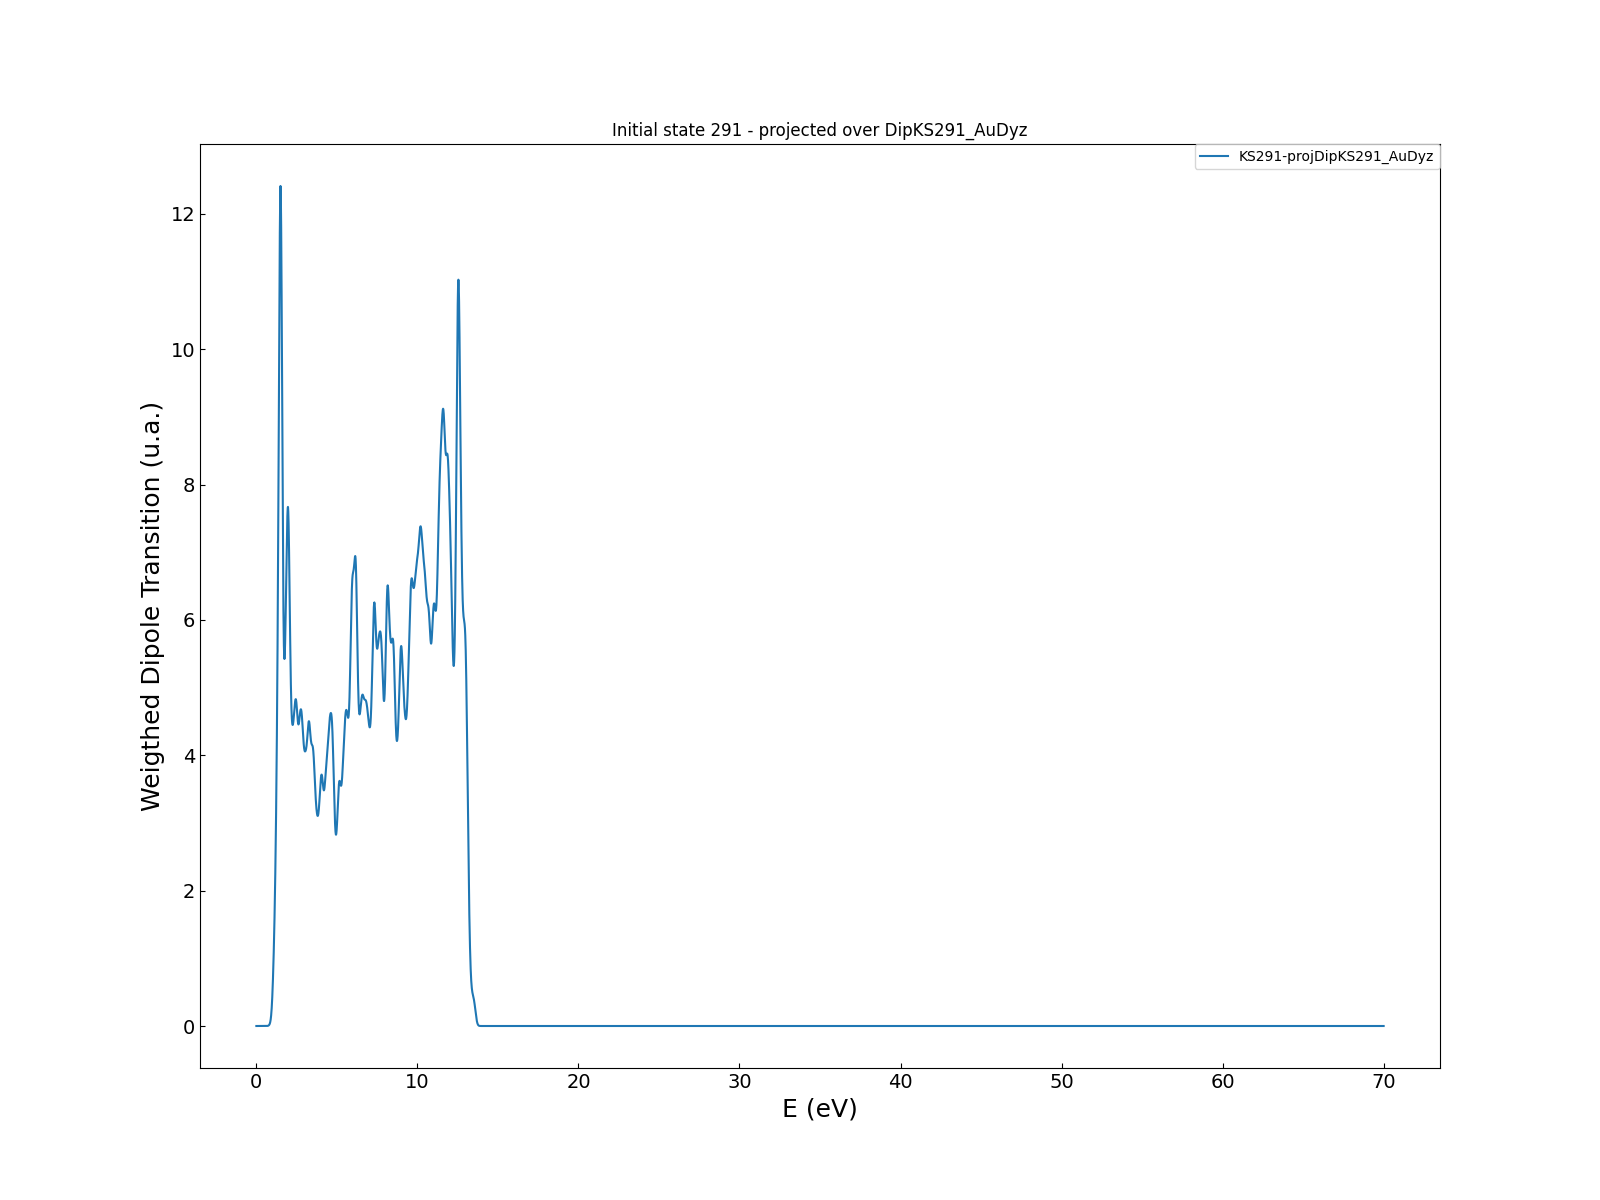 Initial state 291 - projected over DipKS291_AuDyz
KS291-projDipKS291_AuDyz
Weigthed Dipole Transition (u.a.)
12
10
8
6
4
2
0
0 10 20 30 40 50 60 70
E (eV)